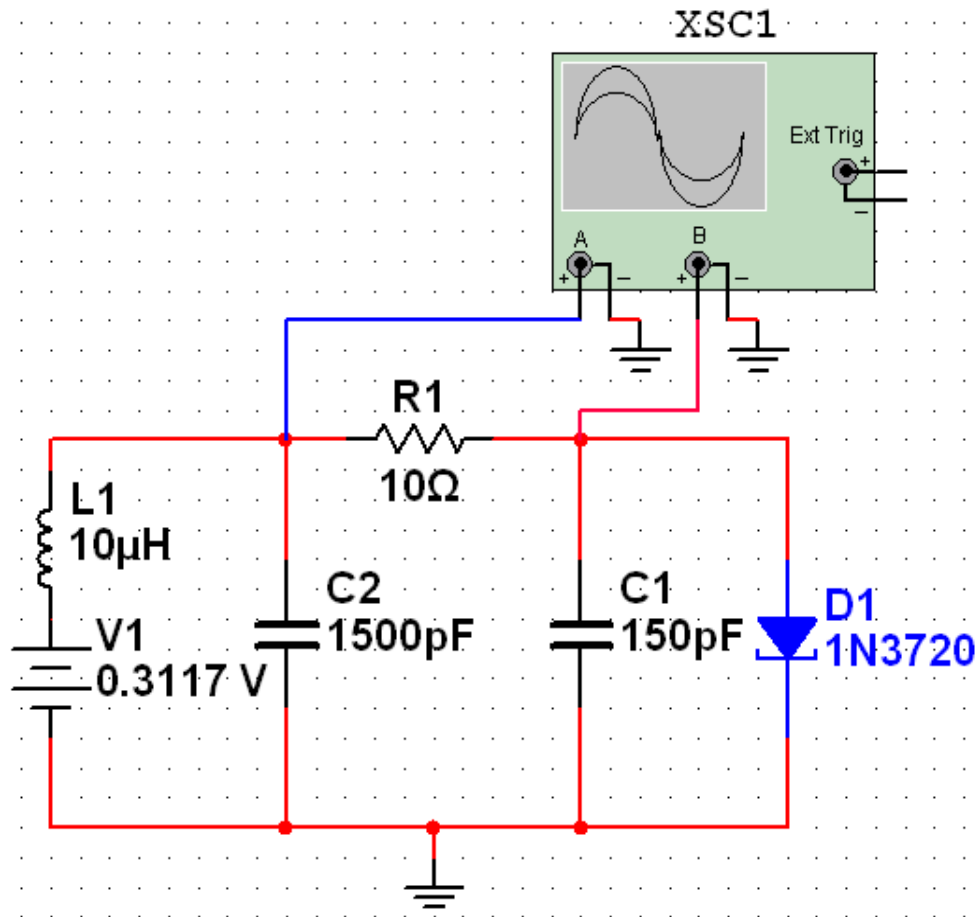 XSC1
Ext Trig
+
_
A
B
+
_
+
_
R1
10Ω
L1
10µH
V1
0.3117 V
C2
1500pF
C1
150pF
D1
1N3720